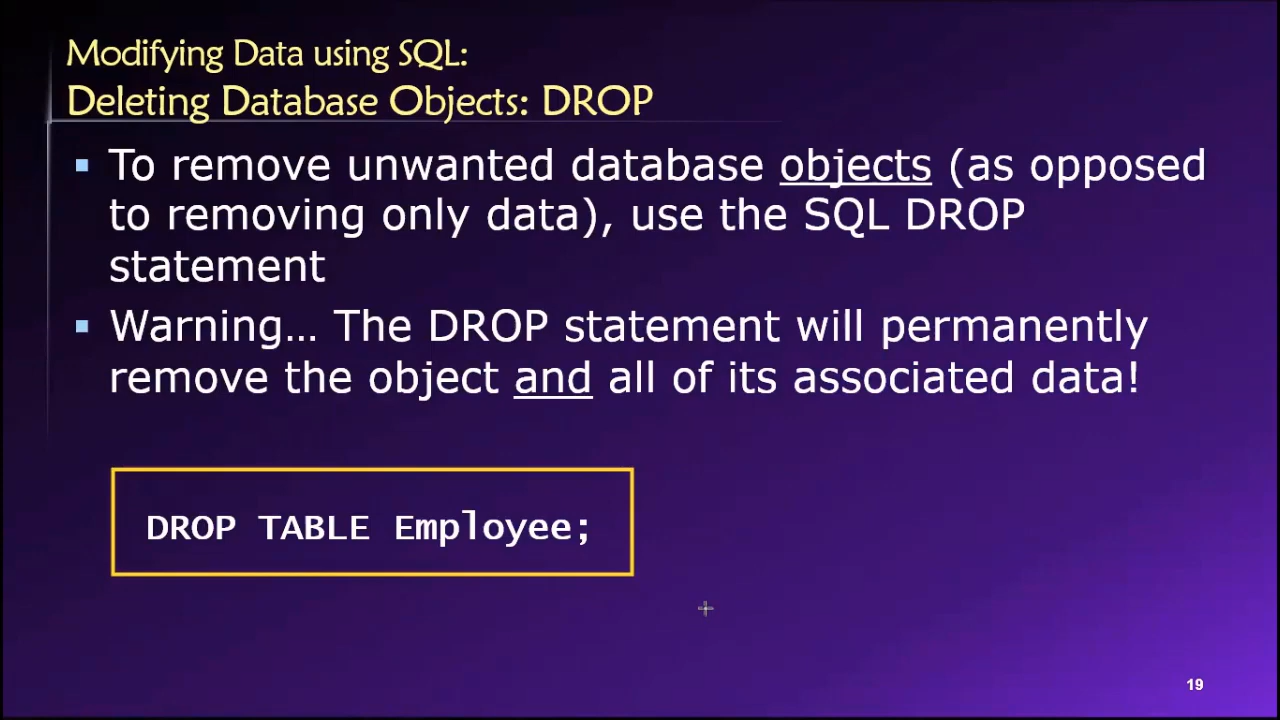 Modifying Data using SQL:
Deleting Database Objects: DROP
▪ To remove unwanted database objects (as opposed
to removing only data), use the SQL DROP
statement
▪ Warning… The DROP statement will permanently
remove the object and all of its associated data!
DROP TABLE Employee;
19